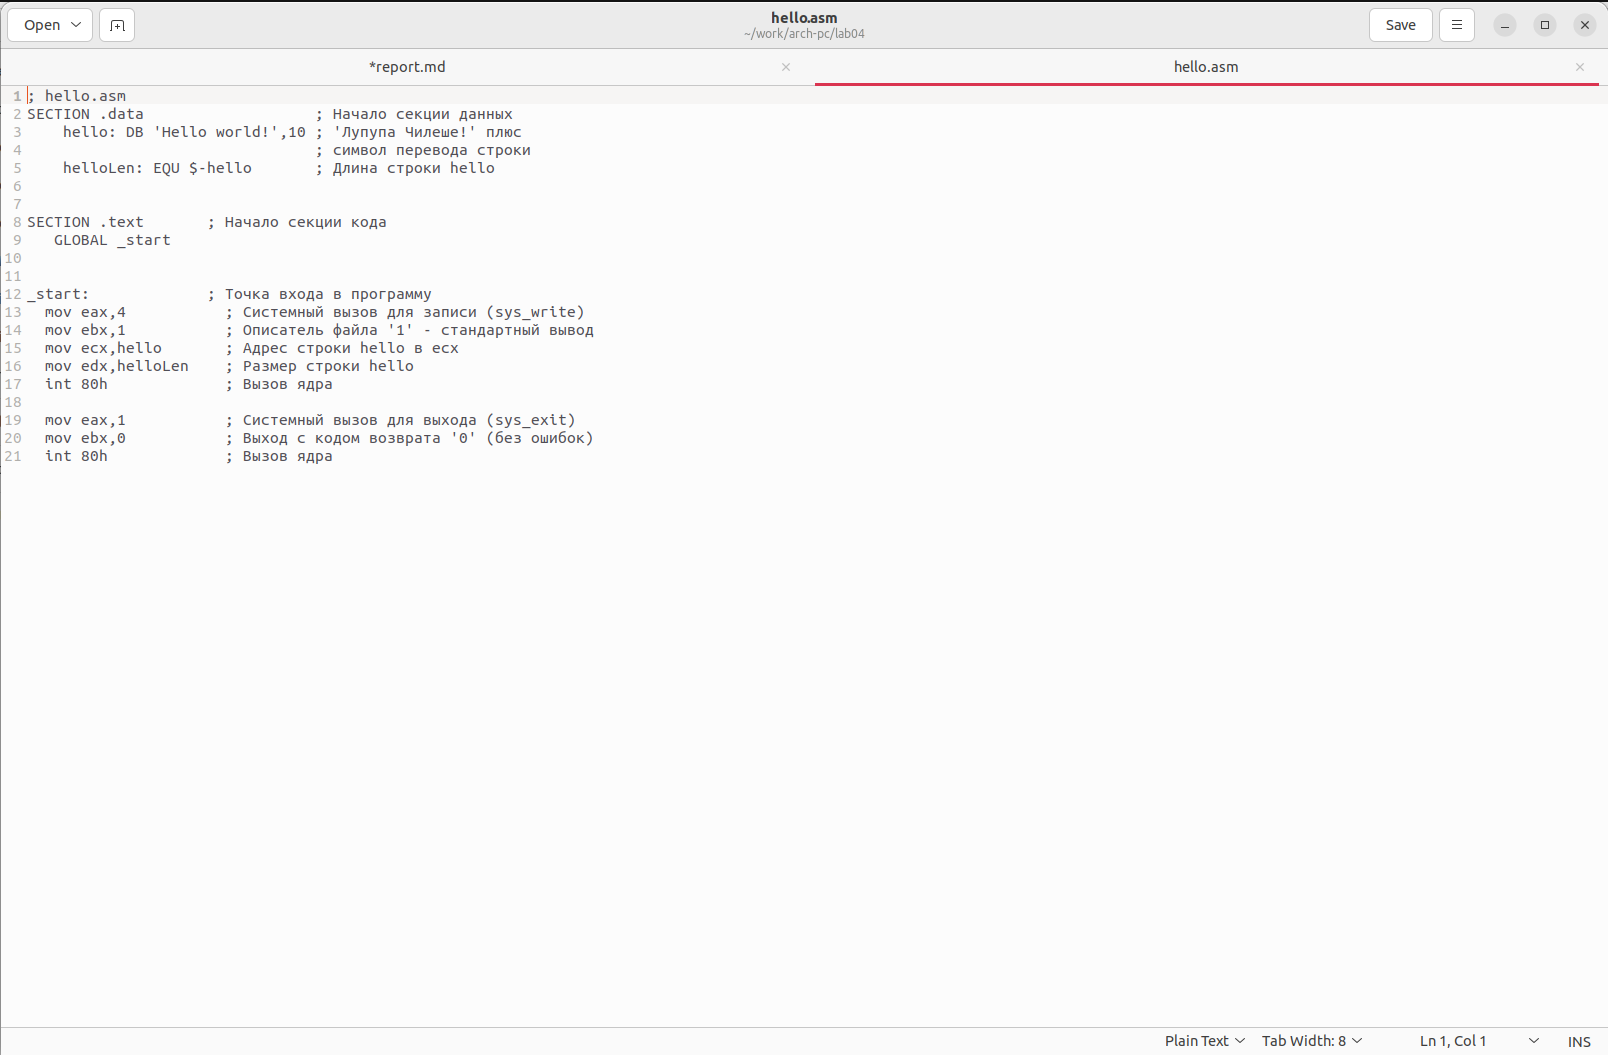 Open
hello.asm
~/work/arch-pc/lab04
Save
*report.md
hello.asm
1 ; hello.asm
2 SECTION .data                   ; Начало секции данных
3     hello: DB 'Hello world!',10 ; 'Лупупа Чилеше!' плюс
4                                 ; символ перевода строки
5     helloLen: EQU $-hello       ; Длина строки hello
6
7
8 SECTION .text       ; Начало секции кода
9    GLOBAL _start
10
11
12 _start:             ; Точка входа в программу
13   mov eax,4           ; Системный вызов для записи (sys_write)
14   mov ebx,1           ; Описатель файла '1' - стандартный вывод
15   mov ecx,hello       ; Адрес строки hello в ecx
16   mov edx,helloLen    ; Размер строки hello
17   int 80h             ; Вызов ядра
18
19   mov eax,1           ; Системный вызов для выхода (sys_exit)
20   mov ebx,0           ; Выход с кодом возврата '0' (без ошибок)
21   int 80h             ; Вызов ядра
Plain Text
Tab Width: 8
Ln 1, Col 1
INS